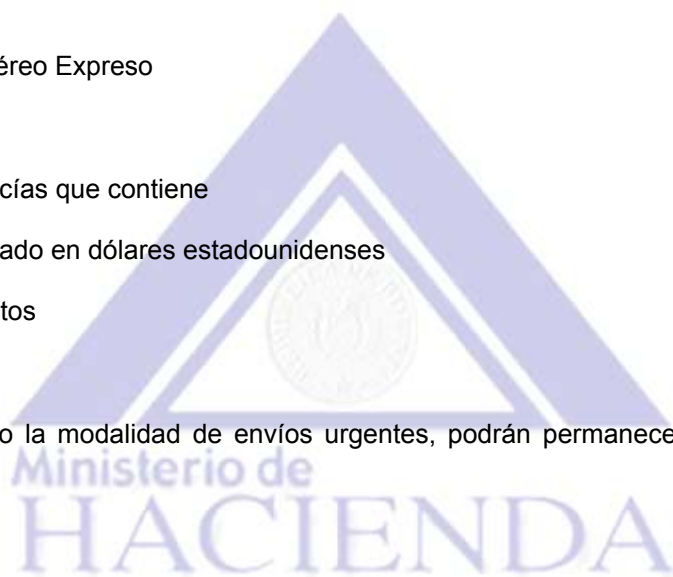 éreo Expreso
cías que contiene
ado en dólares estadounidenses
tos
o la modalidad de envíos urgentes, podrán permanece
Ministerio de
HACIENDA